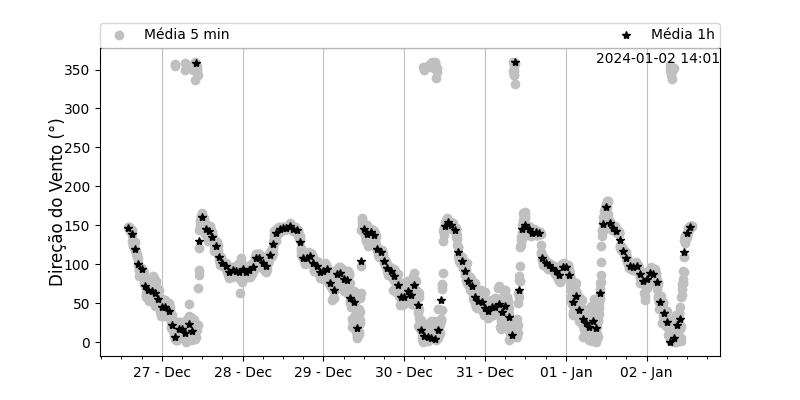 Média 5 min
Média 1h
2024-01-02 14:01
Direção do Vento (°)
350
300
250
200
150
100
50
0
27 - Dec
28 - Dec
29 - Dec
30 - Dec
31 - Dec
01 - Jan
02 - Jan